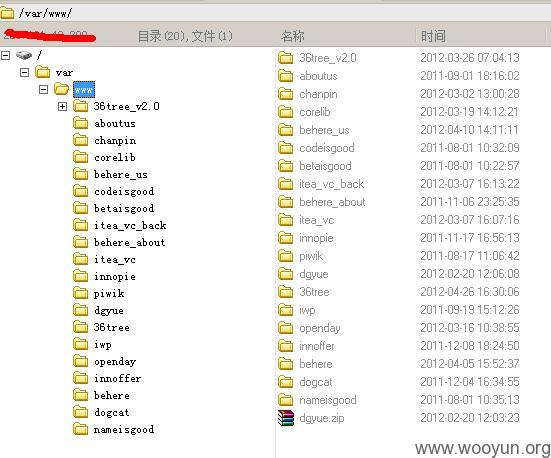 /var/www/
目录(20),文件(1)
名称
时间
/
var
www
36tree_v2.0
aboutus
chanpin
corelib
behere_us
codeisgood
betaisgood
itea_vc_back
behere_about
itea_vc
innopie
piwik
dgyue
36tree
iwp
openday
innoffer
behere
dogcat
nameisgood
36tree_v2.0 2012-03-26 07:04:13
aboutus 2011-09-01 18:16:02
chanpin 2012-03-02 13:00:28
corelib 2012-03-19 14:12:21
behere_us 2012-04-10 14:11:11
codeisgood 2011-08-01 10:32:09
betaisgood 2011-08-01 10:22:57
itea_vc_back 2012-03-07 16:13:22
behere_about 2011-11-06 23:25:35
itea_vc 2012-03-07 16:07:16
innopie 2011-11-17 16:56:13
piwik 2011-08-17 11:06:42
dgyue 2012-02-20 12:06:08
36tree 2012-04-26 16:30:06
iwp 2011-09-19 15:12:26
openday 2012-03-16 10:38:55
innoffer 2011-12-08 18:24:50
behere 2012-04-05 15:52:37
dogcat 2011-12-04 16:34:55
nameisgood 2011-08-01 10:35:13
dgyue.zip 2012-02-20 12:03:23
www.wooyun.org